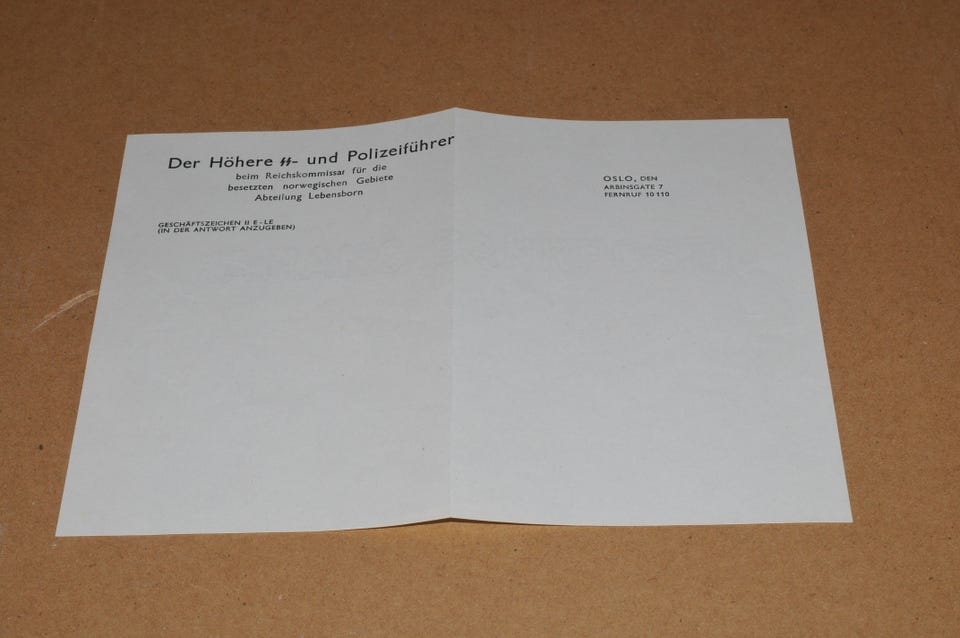 Der Höhere ᛋᛋ- und Polizeiführer
beim Reichskommissar für die
besetzten norwegischen Gebiete
Abteilung Lebensborn
GESCHÄFTSZEICHEN II E - LE
(IN DER ANTWORT ANZUGEBEN)
OSLO, DEN
ARBINSGATE 7
FERNRUF 10 110